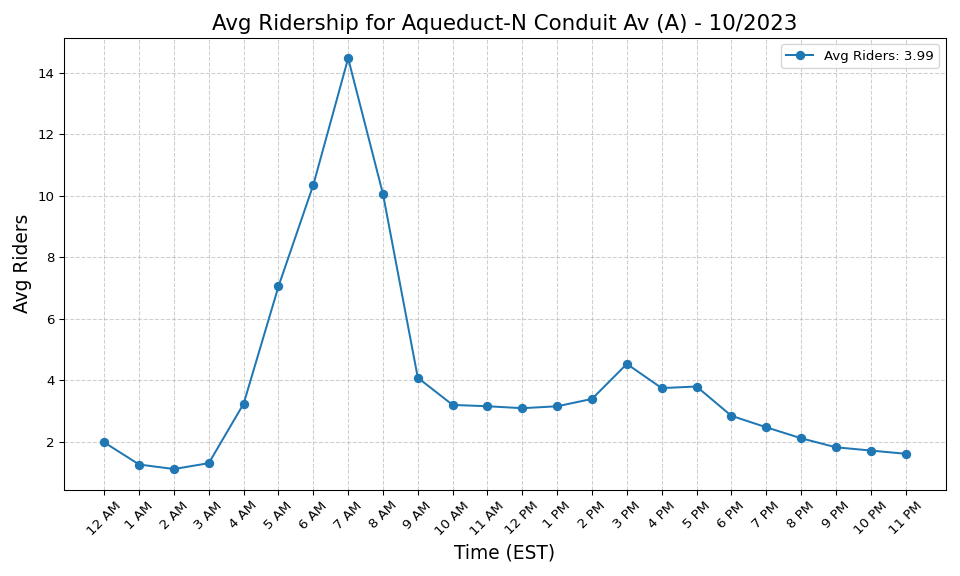 Avg Ridership for Aqueduct-N Conduit Av (A) - 10/2023
Avg Riders: 3.99
Avg Riders
14
12
10
8
6
4
2
12 AM
1 AM
2 AM
3 AM
4 AM
5 AM
6 AM
7 AM
8 AM
9 AM
10 AM
11 AM
12 PM
1 PM
2 PM
3 PM
4 PM
5 PM
6 PM
7 PM
8 PM
9 PM
10 PM
11 PM
Time (EST)